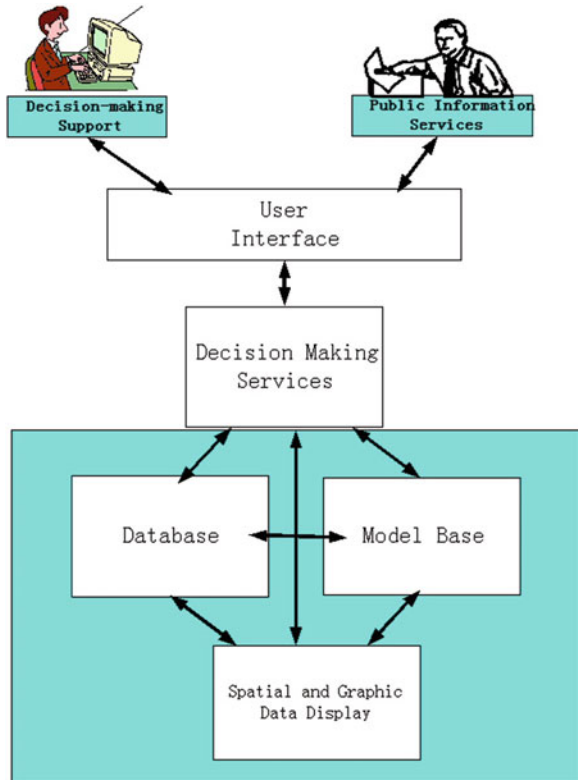 Decision-making
Support
Public Information
Services
User
Interface
Decision Making
Services
Database
Model Base
Spatial and Graphic
Data Display